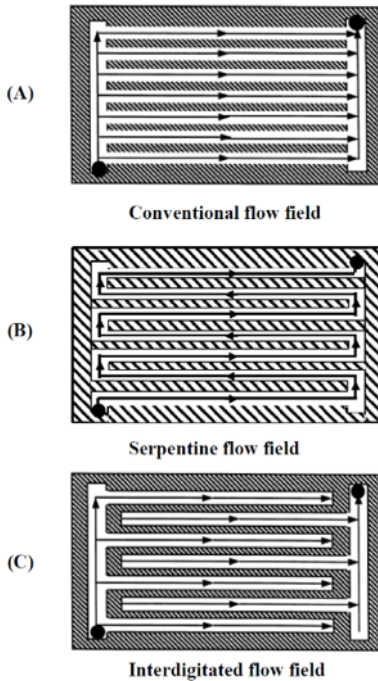 (A)
Conventional flow field
(B)
Serpentine flow field
(C)
Interdigitated flow field